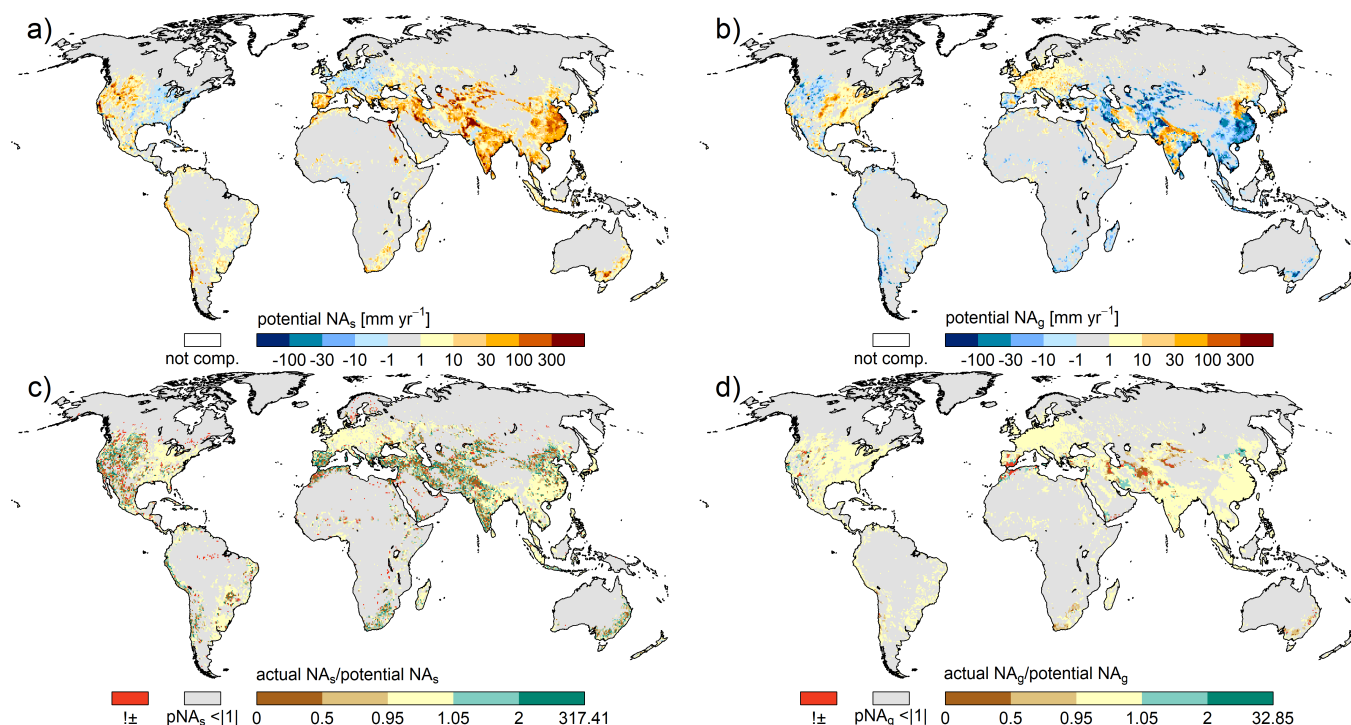 a)
b)
potential NAs [mm yr−1]
not comp.
-100 -30 -10 -1 1 10 30 100 300
potential NAg [mm yr−1]
not comp.
-100 -30 -10 -1 1 10 30 100 300
c)
d)
actual NAs/potential NAs
!± pNAs <|1| 0 0.5 0.95 1.05 2 317.41
actual NAg/potential NAg
!± pNAg <|1| 0 0.5 0.95 1.05 2 32.85